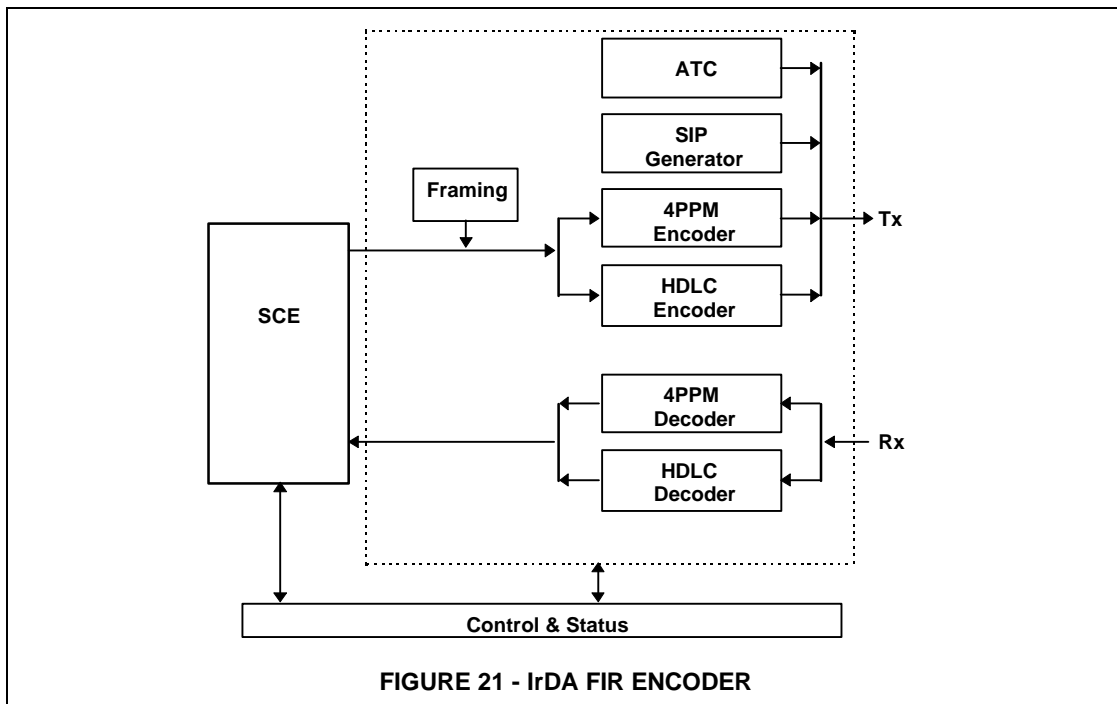 ATC
SIP
Generator
Framing
4PPM
Encoder
Tx
HDLC
Encoder
SCE
4PPM
Decoder
Rx
HDLC
Decoder
Control & Status
FIGURE 21 - IrDA FIR ENCODER